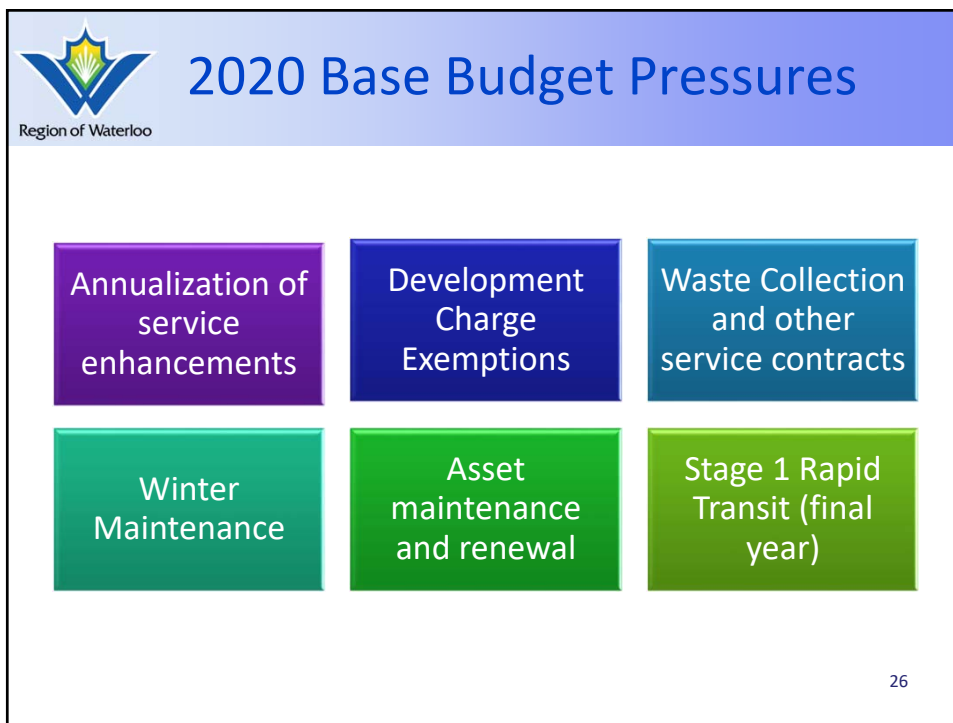 2020 Base Budget Pressures
Region of Waterloo
Annualization of
service
enhancements
Development
Charge
Exemptions
Waste Collection
and other
service contracts
Winter
Maintenance
Asset
maintenance
and renewal
Stage 1 Rapid
Transit (final
year)
26